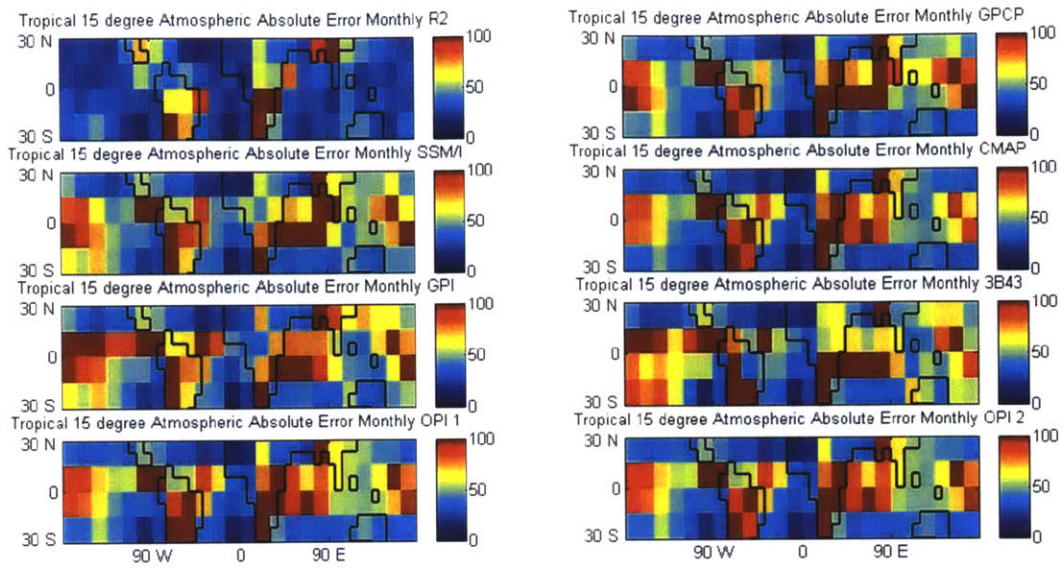 Tropical 15 degree Atmospheric Absolute Error Monthly R2
30 N
0
30 S
100
50
0
Tropical 15 degree Atmospheric Absolute Error Monthly SSM/I
0
30 S
100
50
0
Tropical 15 degree Atmospheric Absolute Error Monthly GPI
30 N
0
30 S
100
50
0
Tropical 15 degree Atmospheric Absolute Error Monthly OPI 1
30 N
0
30 S
90 W 0 90 E
100
50
0
Tropical 15 degree Atmospheric Absolute Error Monthly GPCP
30 N
0
30 S
100
50
0
Tropical 15 degree Atmospheric Absolute Error Monthly CMAP
30 N
0
30 S
100
50
0
Tropical 15 degree Atmospheric Absolute Error Monthly 3B43
30 N
0
30 S
100
50
0
Tropical 15 degree Atmospheric Absolute Error Monthly OPI 2
30 N
0
30 S
90 W 0 90 E
100
50
0